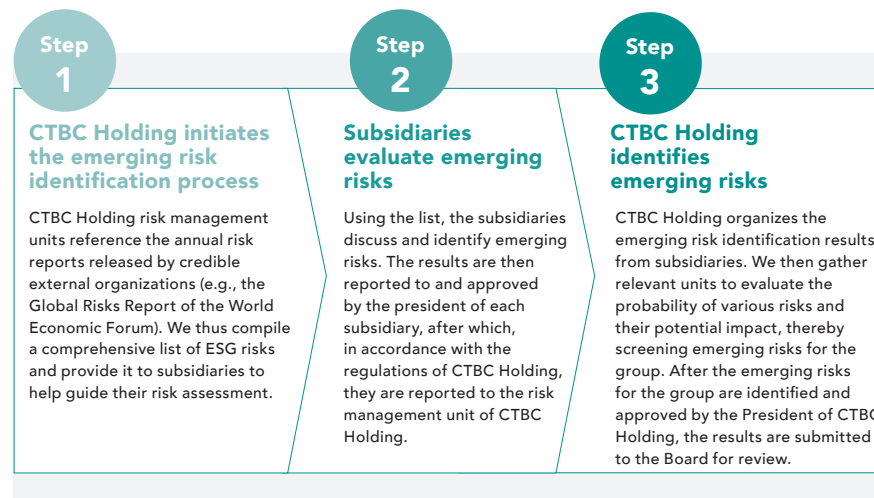 Step
1
CTBC Holding initiates
the emerging risk
identification process
CTBC Holding risk management
units reference the annual risk
reports released by credible
external organizations (e.g., the
Global Risks Report of the World
Economic Forum). We thus compile
a comprehensive list of ESG risks
and provide it to subsidiaries to
help guide their risk assessment.
Step
2
Subsidiaries
evaluate emerging
risks
Using the list, the subsidiaries
discuss and identify emerging
risks. The results are then
reported to and approved
by the president of each
subsidiary, after which,
in accordance with the
regulations of CTBC Holding,
they are reported to the risk
management unit of CTBC
Holding.
Step
3
CTBC Holding
identifies
emerging risks
CTBC Holding organizes the
emerging risk identification results
from subsidiaries. We then gather
relevant units to evaluate the
probability of various risks and
their potential impact, thereby
screening emerging risks for the
group. After the emerging risks
for the group are identified and
approved by the President of CTBC
Holding, the results are submitted
to the Board for review.